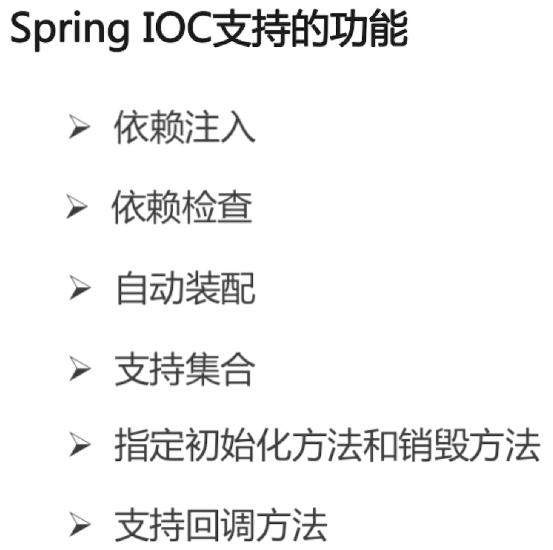 Spring IOC支持的功能
➢ 依赖注入
➢ 依赖检查
➢ 自动装配
➢ 支持集合
➢ 指定初始化方法和销毁方法
➢ 支持回调方法